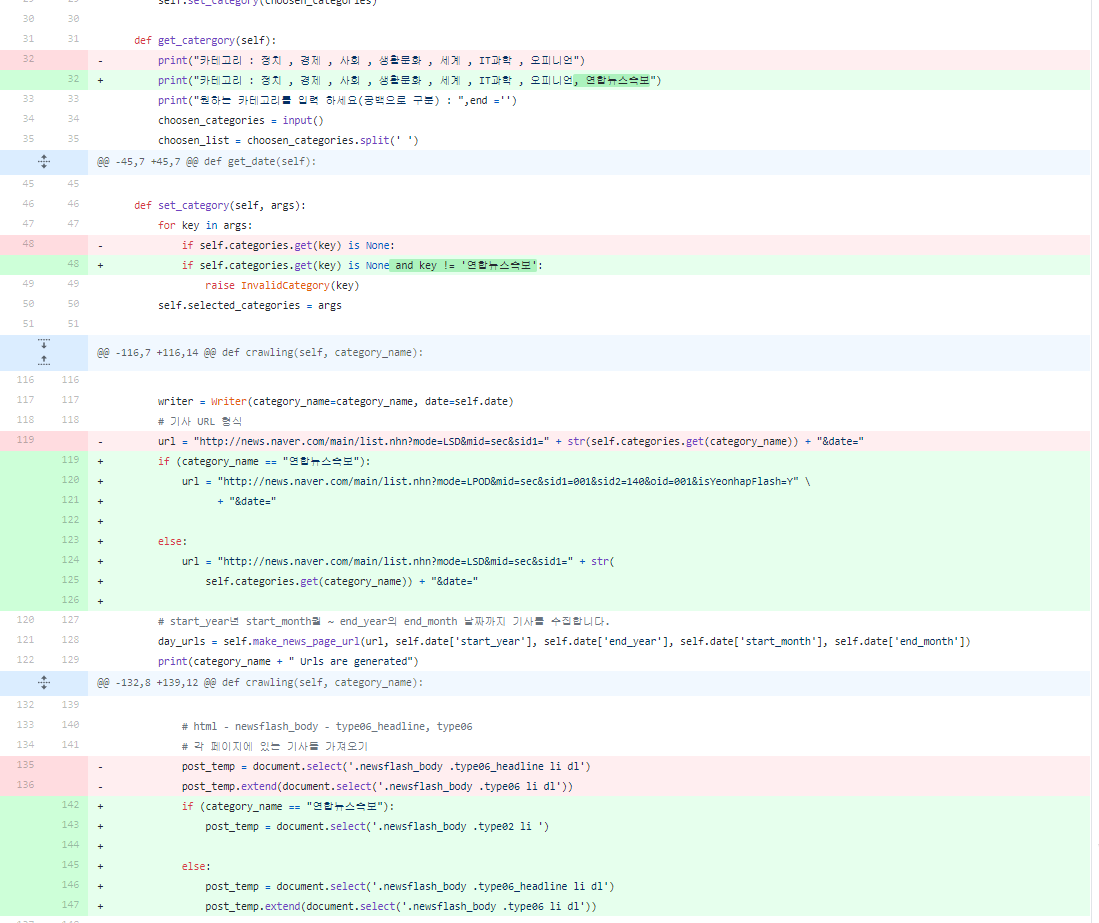 29 29 self.set_category(choosen_categories)
30 30
31 31 def get_catergory(self):
32 - print("카테고리 : 정치 , 경제 , 사회 , 생활문화 , 세계 , IT과학 , 오피니언")
32 + print("카테고리 : 정치 , 경제 , 사회 , 생활문화 , 세계 , IT과학 , 오피니언, 연합뉴스속보")
33 33 print("원하는 카테고리를 입력 하세요(공백으로 구분) : ",end ='')
34 34 choosen_categories = input()
35 35 choosen_list = choosen_categories.split(' ')
@@ -45,7 +45,7 @@ def get_date(self):
45 45
46 46 def set_category(self, args):
47 47 for key in args:
48 - if self.categories.get(key) is None:
48 + if self.categories.get(key) is None and key != '연합뉴스속보':
49 49 raise InvalidCategory(key)
50 50 self.selected_categories = args
51 51
@@ -116,7 +116,14 @@ def crawling(self, category_name):
116 116
117 117 writer = Writer(category_name=category_name, date=self.date)
118 118 # 기사 URL 형식
119 - url = "http://news.naver.com/main/list.nhn?mode=LSD&mid=sec&sid1=" + str(self.categories.get(category_name)) + "&date="
119 + if (category_name == "연합뉴스속보"):
120 + url = "http://news.naver.com/main/list.nhn?mode=LPOD&mid=sec&sid1=001&sid2=140&oid=001&isYeonhapFlash=Y" \
121 + + "&date="
122 +
123 + else:
124 + url = "http://news.naver.com/main/list.nhn?mode=LSD&mid=sec&sid1=" + str(
125 + self.categories.get(category_name)) + "&date="
126 +
120 127 # start_year년 start_month월 ~ end_year의 end_month 날짜까지 기사를 수집합니다.
121 128 day_urls = self.make_news_page_url(url, self.date['start_year'], self.date['end_year'], self.date['start_month'], self.date['end_month'])
122 129 print(category_name + " Urls are generated")
@@ -132,8 +139,12 @@ def crawling(self, category_name):
132 139
133 140 # html - newsflash_body - type06_headline, type06
134 141 # 각 페이지에 있는 기사들 가져오기
135 - post_temp = document.select('.newsflash_body .type06_headline li dl')
136 - post_temp.extend(document.select('.newsflash_body .type06 li dl'))
142 + if (category_name == "연합뉴스속보"):
143 + post_temp = document.select('.newsflash_body .type02 li ')
144 +
145 + else:
146 + post_temp = document.select('.newsflash_body .type06_headline li dl')
147 + post_temp.extend(document.select('.newsflash_body .type06 li dl'))